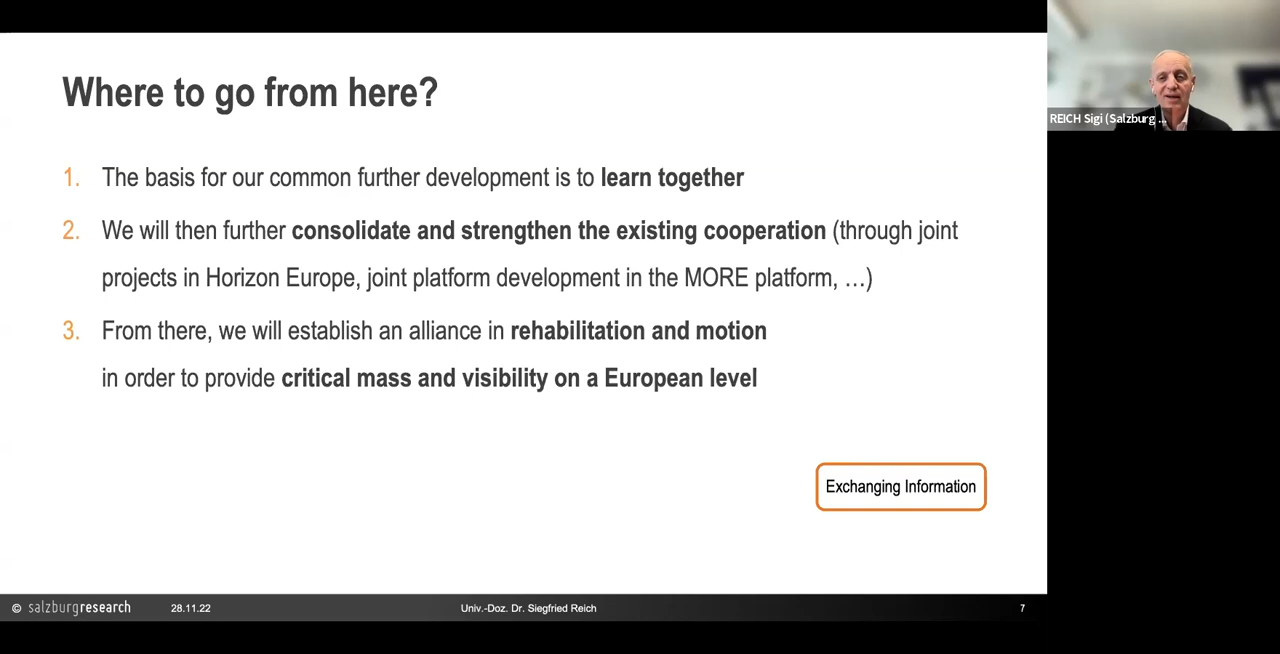 Where to go from here?
1. The basis for our common further development is to learn together
2. We will then further consolidate and strengthen the existing cooperation (through joint
projects in Horizon Europe, joint platform development in the MORE platform, …)
3. From there, we will establish an alliance in rehabilitation and motion
in order to provide critical mass and visibility on a European level
Exchanging Information
© salzburgresearch 28.11.22 Univ.-Doz. Dr. Siegfried Reich 7
REICH Sigi (Salzburg ...